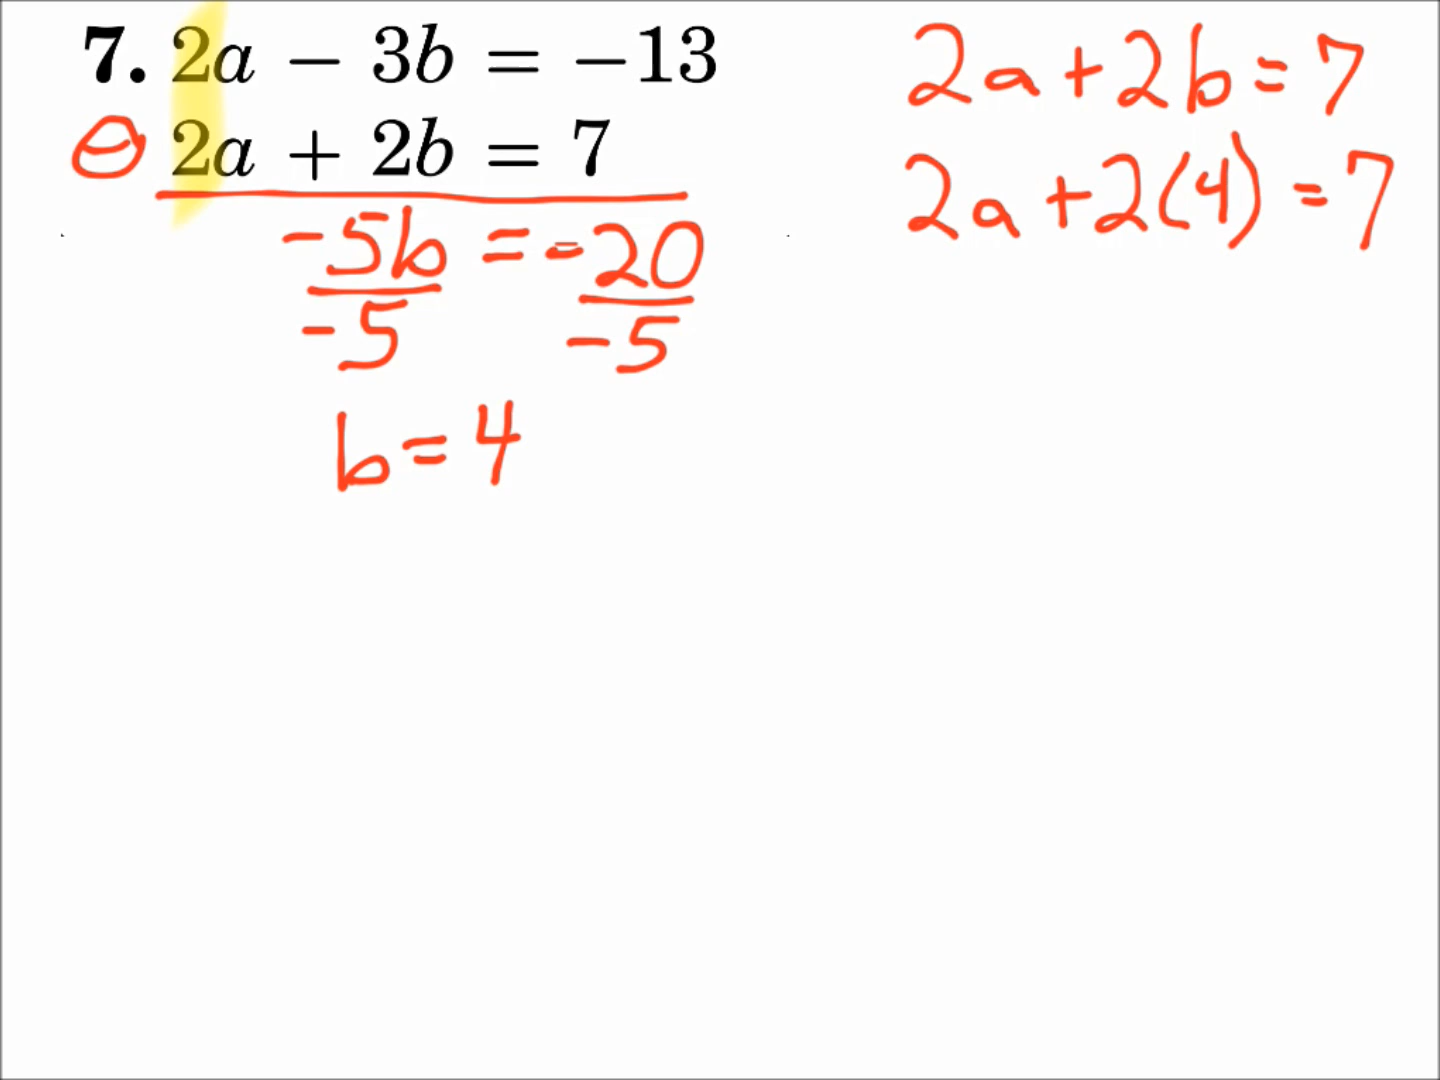 7. 2a − 3b = −13
⊖ 2a + 2b = 7
-5b = -20
-5 -5
b = 4
2a + 2b = 7
2a + 2(4) = 7